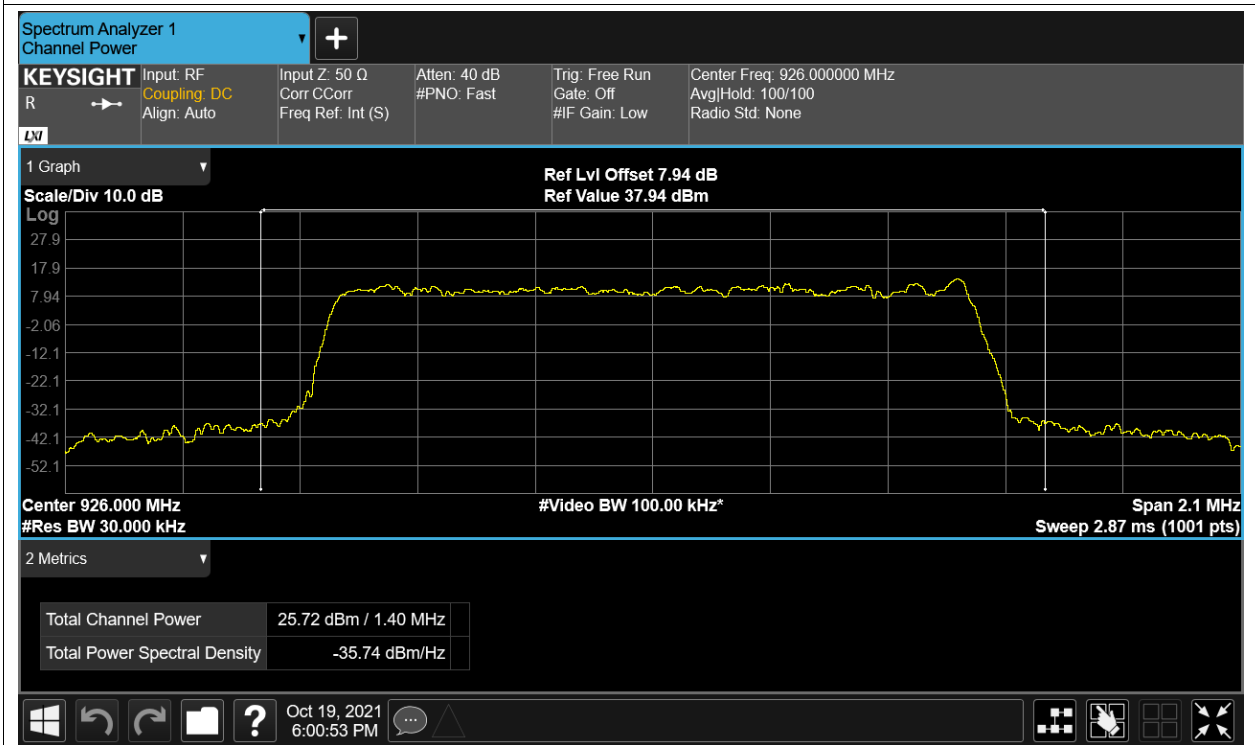 Spectrum Analyzer 1
Channel Power
KEYSIGHT Input: RF Input Z: 50 Ω Atten: 40 dB Trig: Free Run Center Freq: 926.000000 MHz
R Coupling: DC Corr CCorr #PNO: Fast Gate: Off Avg|Hold: 100/100
Align: Auto Freq Ref: Int (S) #IF Gain: Low Radio Std: None
LXI
1 Graph
Ref Lvl Offset 7.94 dB
Scale/Div 10.0 dB Ref Value 37.94 dBm
Log
27.9
17.9
7.94
-2.06
-12.1
-22.1
-32.1
-42.1
-52.1
Center 926.000 MHz #Video BW 100.00 kHz* Span 2.1 MHz
#Res BW 30.000 kHz Sweep 2.87 ms (1001 pts)
2 Metrics
Total Channel Power 25.72 dBm / 1.40 MHz
Total Power Spectral Density -35.74 dBm/Hz
? Oct 19, 2021
6:00:53 PM